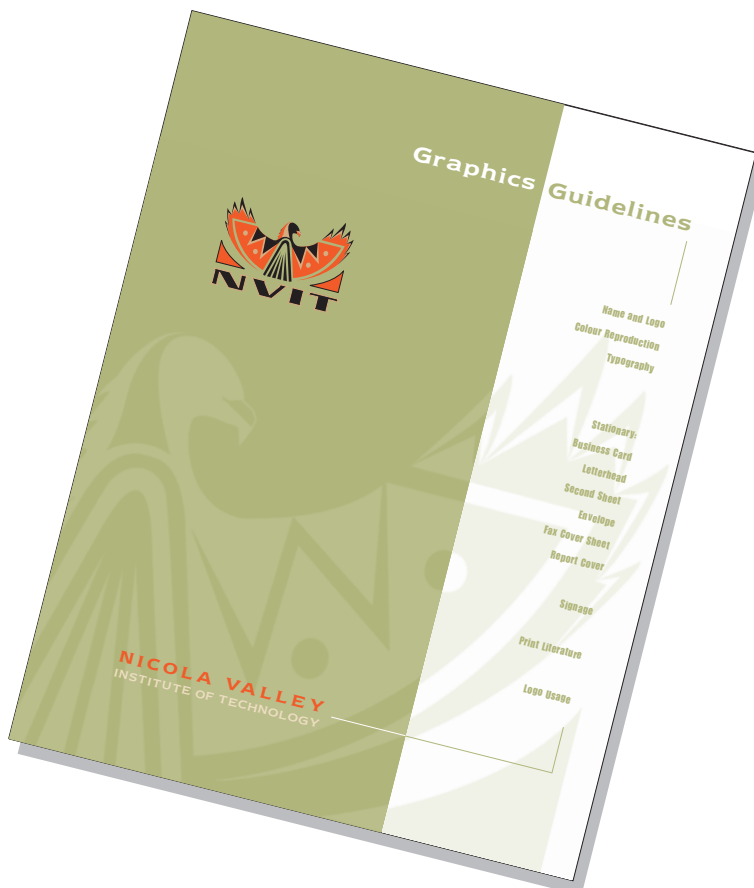 Graphics Guidelines
NVIT
Name and Logo
Colour Reproduction
Typography
Stationary:
Business Card
Letterhead
Second Sheet
Envelope
Fax Cover Sheet
Report Cover
Signage
Print Literature
Logo Usage
NICOLA VALLEY
INSTITUTE OF TECHNOLOGY